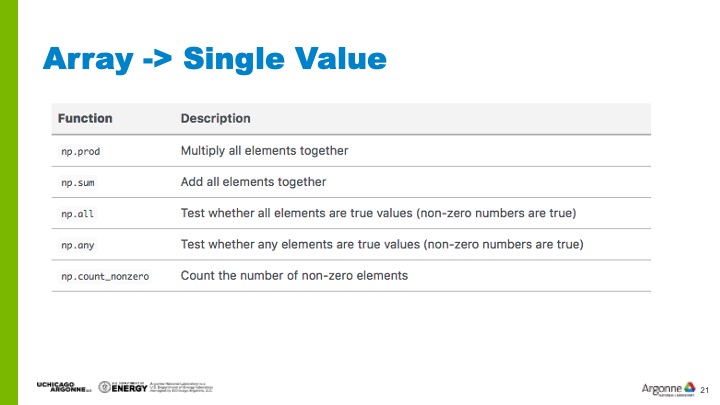 Array -> Single Value
Function Description
np.prod Multiply all elements together
np.sum Add all elements together
np.all Test whether all elements are true values (non-zero numbers are true)
np.any Test whether any elements are true values (non-zero numbers are true)
np.count_nonzero Count the number of non-zero elements
UCHICAGO
ARGONNE LLC
U.S. DEPARTMENT OF
ENERGY
Argonne National Laboratory is a
U.S. Department of Energy laboratory
managed by UChicago Argonne, LLC.
Argonne
NATIONAL LABORATORY
21